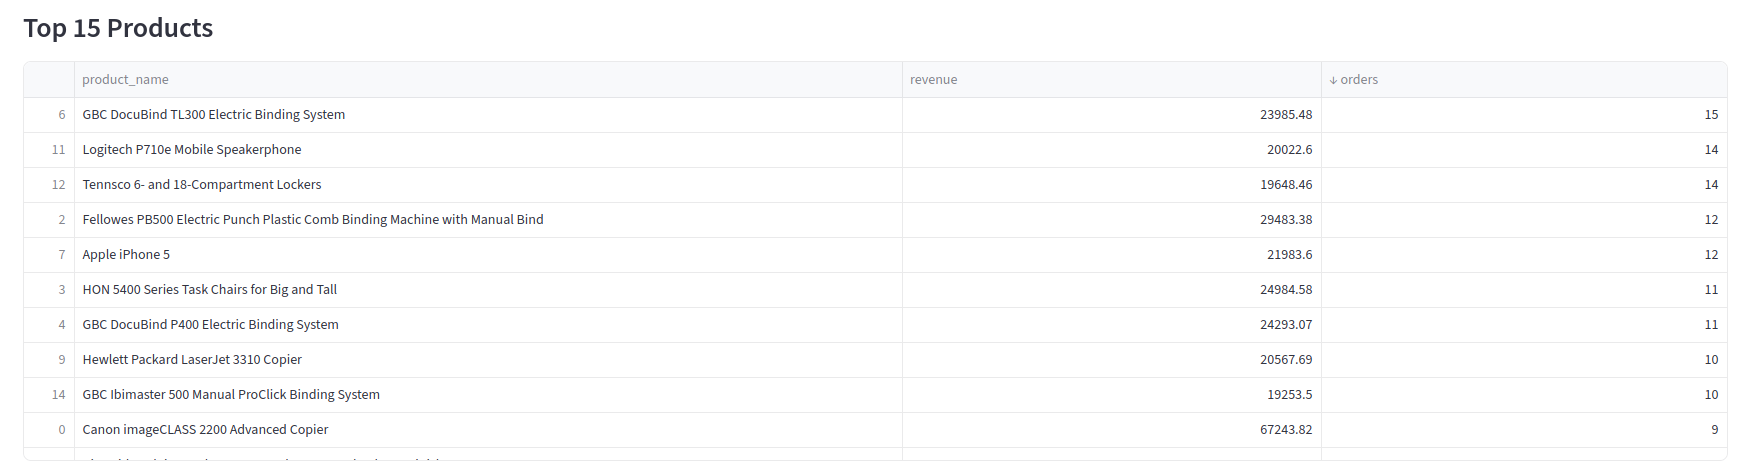 Top 15 Products
product_name revenue ↓ orders
6 GBC DocuBind TL300 Electric Binding System 23985.48 15
11 Logitech P710e Mobile Speakerphone 20022.6 14
12 Tennsco 6- and 18-Compartment Lockers 19648.46 14
2 Fellowes PB500 Electric Punch Plastic Comb Binding Machine with Manual Bind 29483.38 12
7 Apple iPhone 5 21983.6 12
3 HON 5400 Series Task Chairs for Big and Tall 24984.58 11
4 GBC DocuBind P400 Electric Binding System 24293.07 11
9 Hewlett Packard LaserJet 3310 Copier 20567.69 10
14 GBC Ibimaster 500 Manual ProClick Binding System 19253.5 10
0 Canon imageCLASS 2200 Advanced Copier 67243.82 9